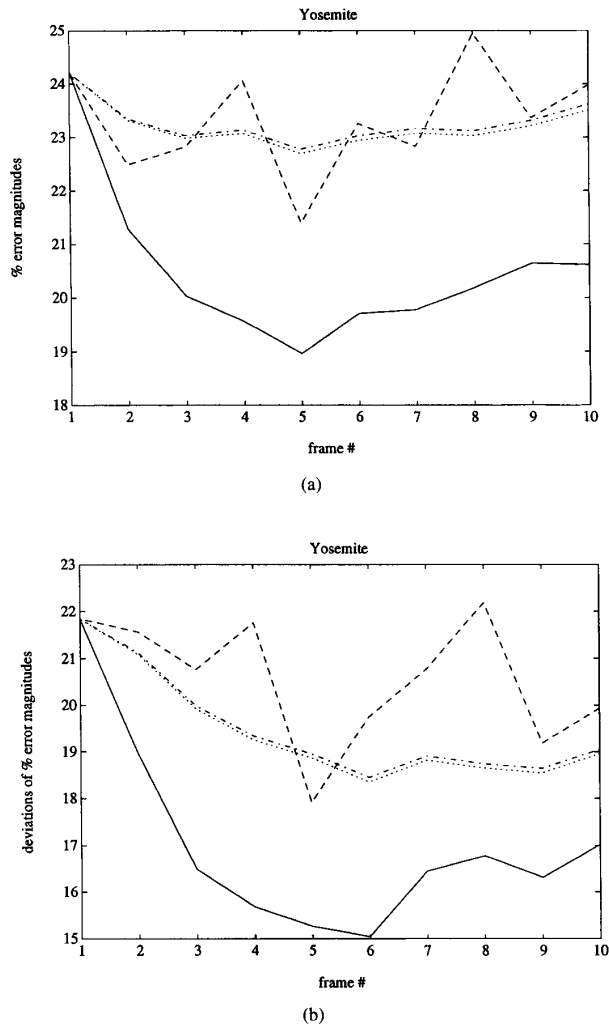 Yosemite
25
24
23
22
21
20
19
18
% error magnitudes
1 2 3 4 5 6 7 8 9 10
frame #
(a)
Yosemite
23
22
21
20
19
18
17
16
15
deviations of % error magnitudes
1 2 3 4 5 6 7 8 9 10
frame #
(b)